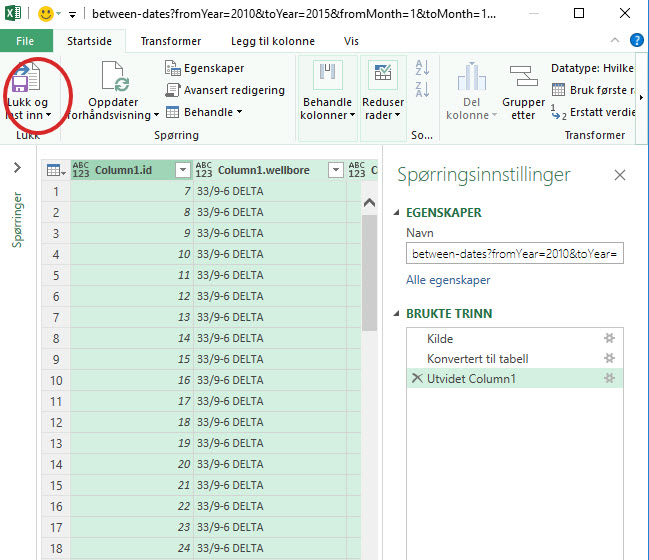 between-dates?fromYear=2010&toYear=2015&fromMonth=1&toMonth=1...
File Startside Transformer Legg til kolonne Vis
Lukk og
last inn
Lukk
Oppdater
forhåndsvisning
Egenskaper
Avansert redigering
Behandle
Spørring
Behandle
kolonner
Reduser
rader
So...
Del
kolonne
Grupper
etter
Datatype: Hvilke
Bruk første r
Erstatt verdie
Transformer
Spørringer
ABC 123 Column1.id ABC 123 Column1.wellbore ABC 123 C
1 7 33/9-6 DELTA
2 8 33/9-6 DELTA
3 9 33/9-6 DELTA
4 10 33/9-6 DELTA
5 11 33/9-6 DELTA
6 12 33/9-6 DELTA
7 13 33/9-6 DELTA
8 14 33/9-6 DELTA
9 15 33/9-6 DELTA
10 16 33/9-6 DELTA
11 17 33/9-6 DELTA
12 18 33/9-6 DELTA
13 19 33/9-6 DELTA
14 20 33/9-6 DELTA
15 21 33/9-6 DELTA
16 22 33/9-6 DELTA
17 23 33/9-6 DELTA
18 24 33/9-6 DELTA
Spørringsinnstillinger
EGENSKAPER
Navn
between-dates?fromYear=2010&toYear=
Alle egenskaper
BRUKTE TRINN
Kilde
Konvertert til tabell
Utvidet Column1